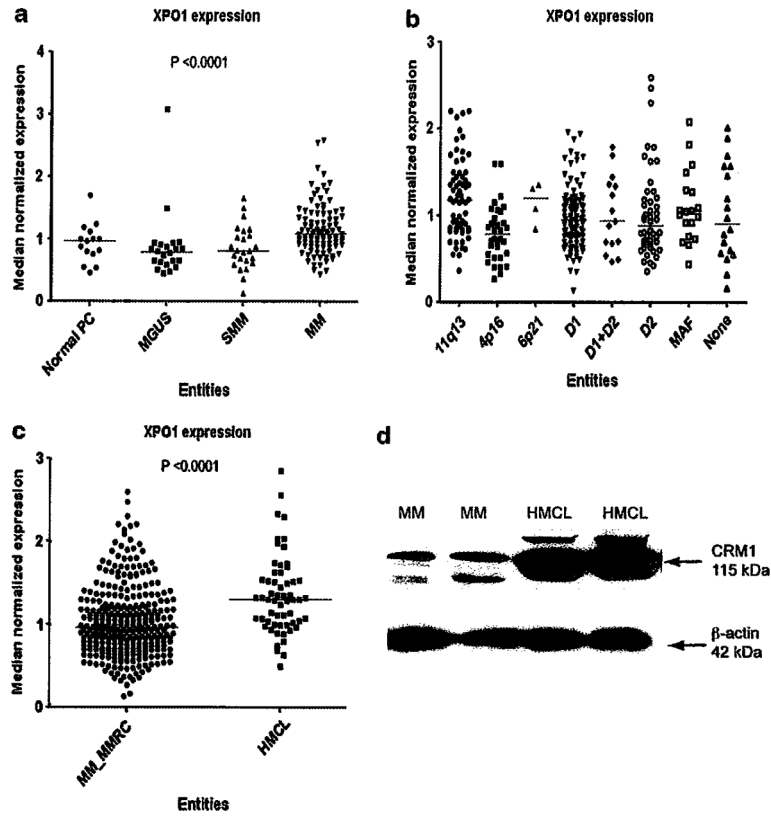 a
XPO1 expression
P <0.0001
Median normalized expression
4
3
2
1
0
Normal PC
MGUS
SMM
MM
Entities
b
XPO1 expression
Median normalized expression
3
2
1
0
11q13
4p16
6p21
D1
D1+D2
D2
MAF
None
Entities
c
XPO1 expression
P <0.0001
Median normalized expression
3
2
1
0
MM_MMRC
HMCL
Entities
d
MM MM HMCL HMCL
CRM1
115 kDa
β-actin
42 kDa